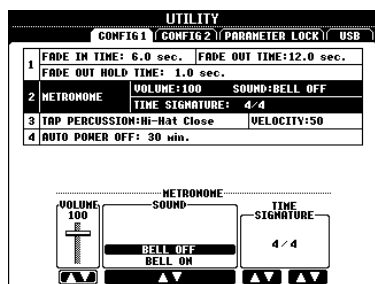 UTILITY
CONFIG 1 CONFIG 2 PARAMETER LOCK USB
1 FADE IN TIME: 6.0 sec. FADE OUT TIME:12.0 sec.
FADE OUT HOLD TIME: 1.0 sec.
2 METRONOME VOLUME:100 SOUND:BELL OFF
TIME SIGNATURE: 4/4
3 TAP PERCUSSION:Hi-Hat Close VELOCITY:50
4 AUTO POWER OFF: 30 min.
METRONOME
VOLUME SOUND TIME SIGNATURE
100
4/4
BELL OFF
BELL ON